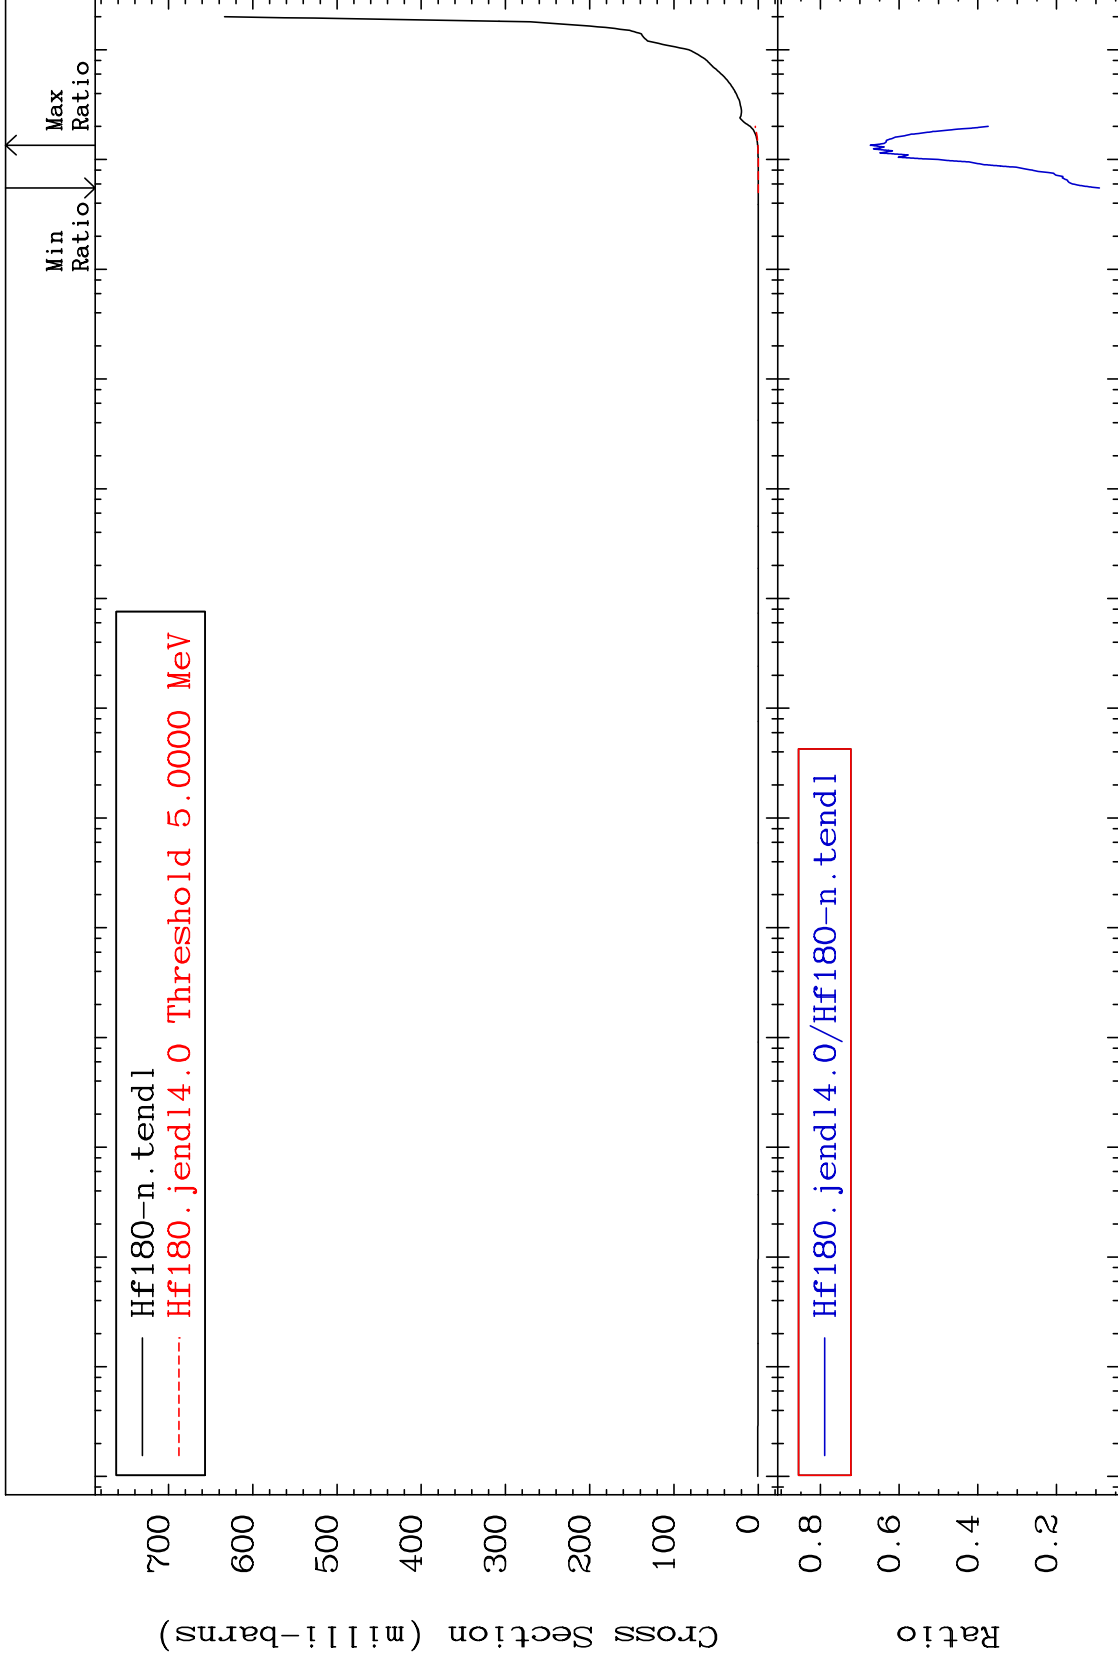 Min
Ratio
Max
Ratio
Hf180-n.tendl
Hf180.jendl4.0 Threshold 5.0000 MeV
700
600
500
400
300
200
100
0
Cross Section (milli-barns)
Hf180.jendl4.0/Hf180-n.tendl
0.8
0.6
0.4
0.2
Ratio